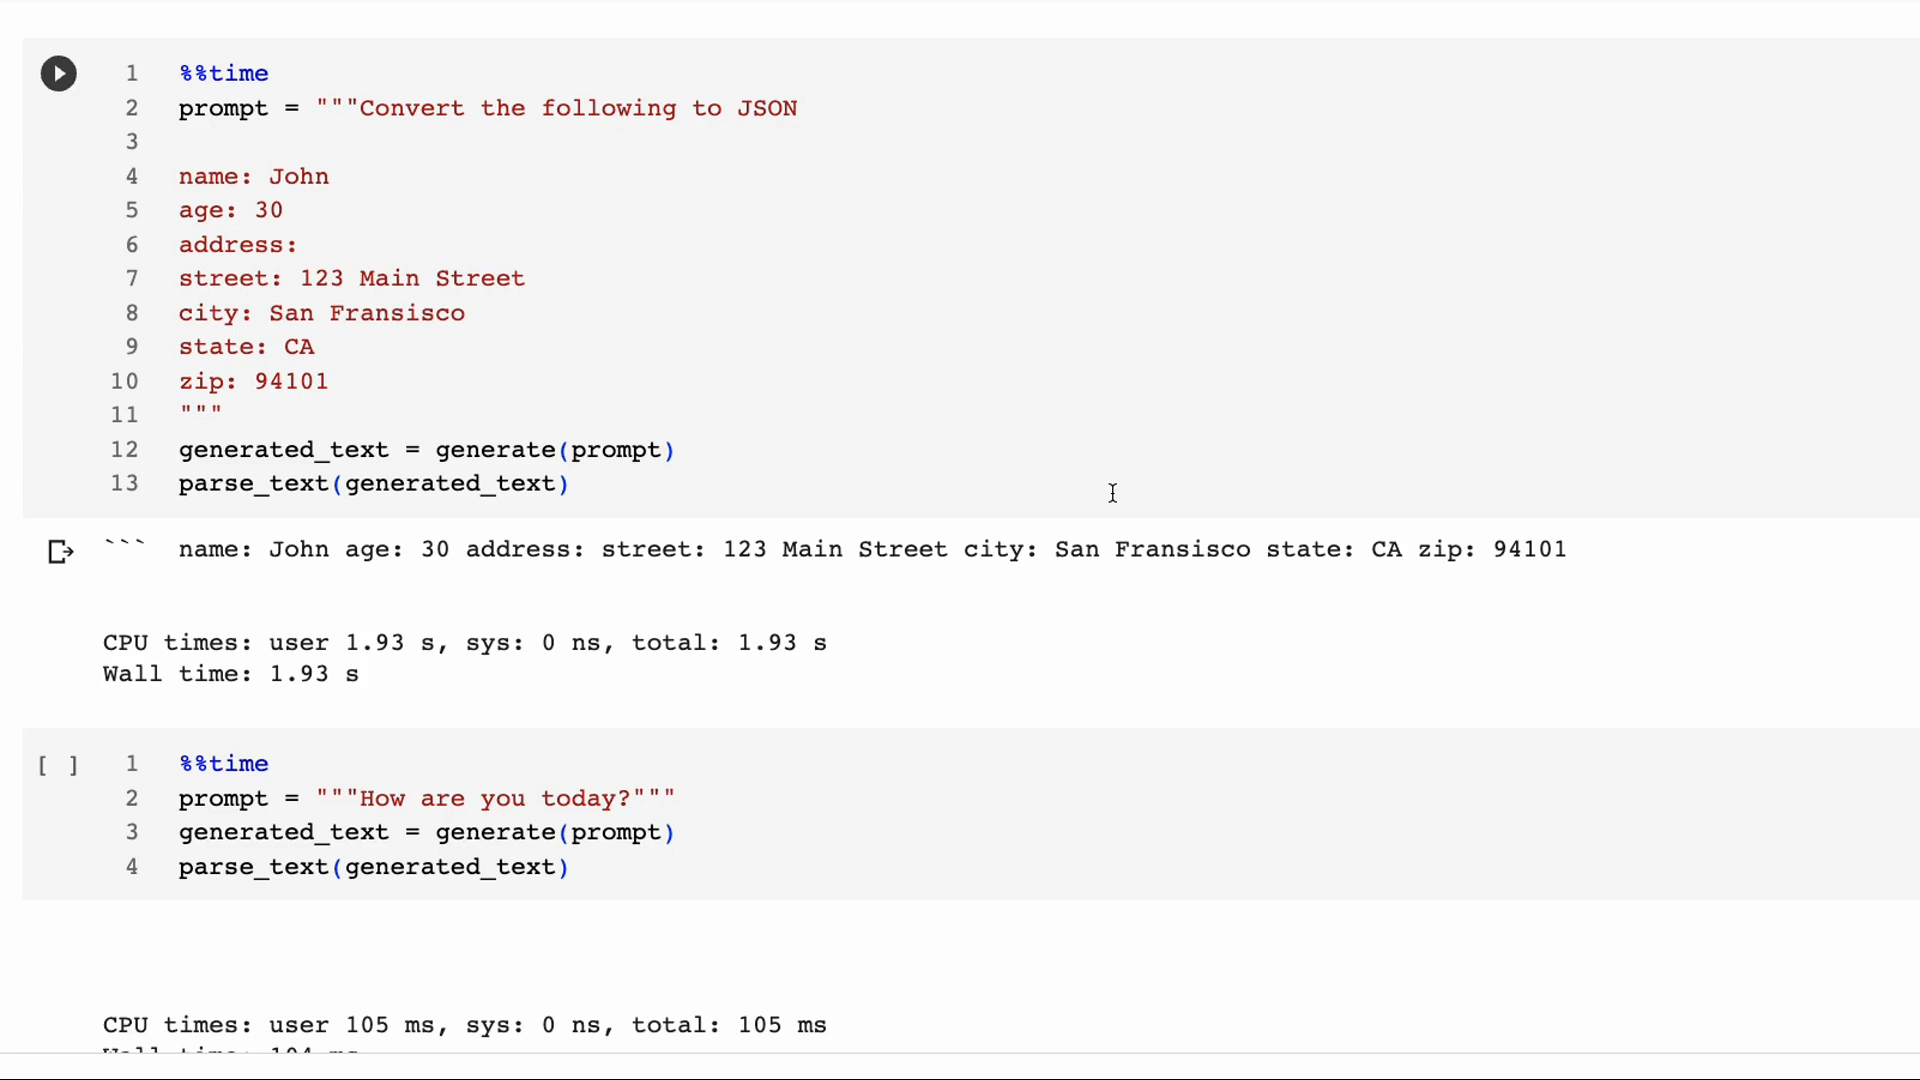 1 %%time
2 prompt = """Convert the following to JSON
3
4 name: John
5 age: 30
6 address:
7 street: 123 Main Street
8 city: San Fransisco
9 state: CA
10 zip: 94101
11 """
12 generated_text = generate(prompt)
13 parse_text(generated_text)
``` name: John age: 30 address: street: 123 Main Street city: San Fransisco state: CA zip: 94101
CPU times: user 1.93 s, sys: 0 ns, total: 1.93 s
Wall time: 1.93 s
[ ] 1 %%time
2 prompt = """How are you today?"""
3 generated_text = generate(prompt)
4 parse_text(generated_text)
CPU times: user 105 ms, sys: 0 ns, total: 105 ms
Wall time: 104 ms